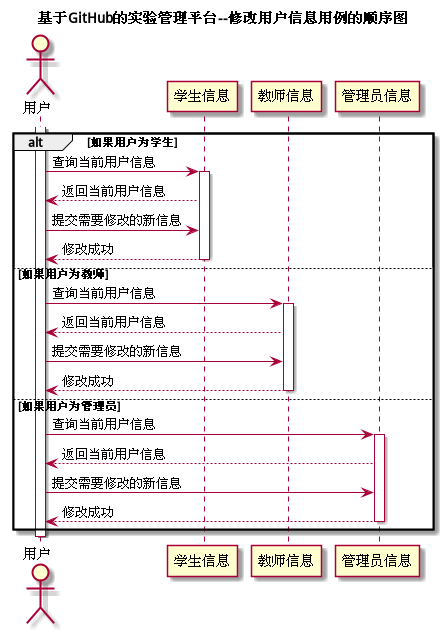 基于GitHub的实验管理平台--修改用户信息用例的顺序图
用户
学生信息 教师信息 管理员信息
alt [如果用户为学生]
查询当前用户信息
返回当前用户信息
提交需要修改的新信息
修改成功
[如果用户为教师]
查询当前用户信息
返回当前用户信息
提交需要修改的新信息
修改成功
[如果用户为管理员]
查询当前用户信息
返回当前用户信息
提交需要修改的新信息
修改成功
用户
学生信息 教师信息 管理员信息